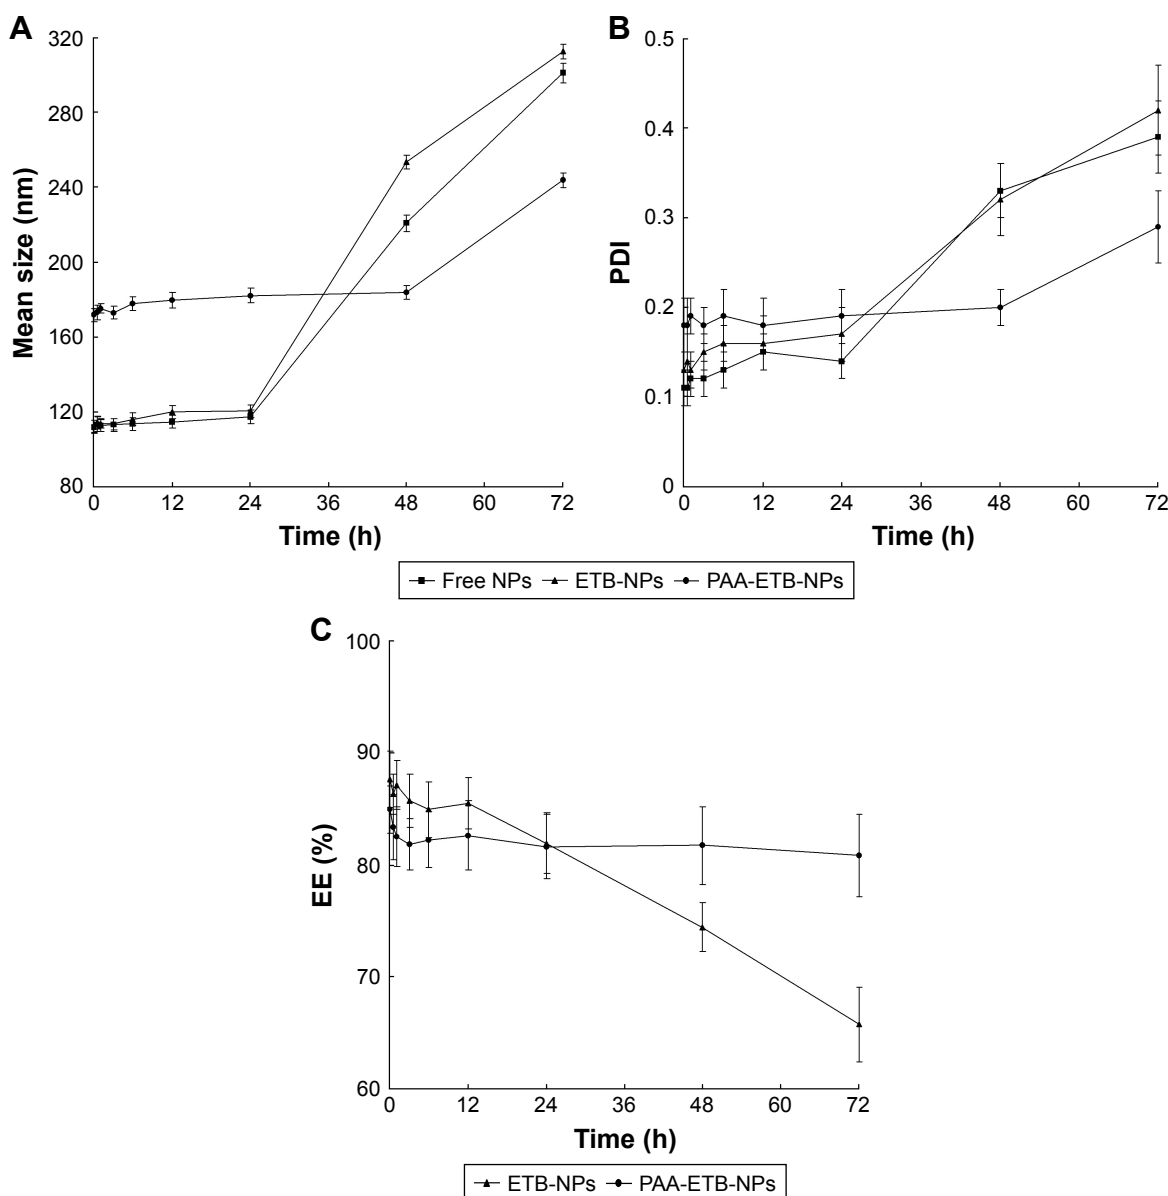 A
320
280
240
200
160
120
80
Mean size (nm)
0 12 24 36 48 60 72
Time (h)
B
0.5
0.4
0.3
0.2
0.1
0
PDI
0 12 24 36 48 60 72
Time (h)
Free NPs ETB-NPs PAA-ETB-NPs
C
100
90
80
70
60
EE (%)
0 12 24 36 48 60 72
Time (h)
ETB-NPs PAA-ETB-NPs